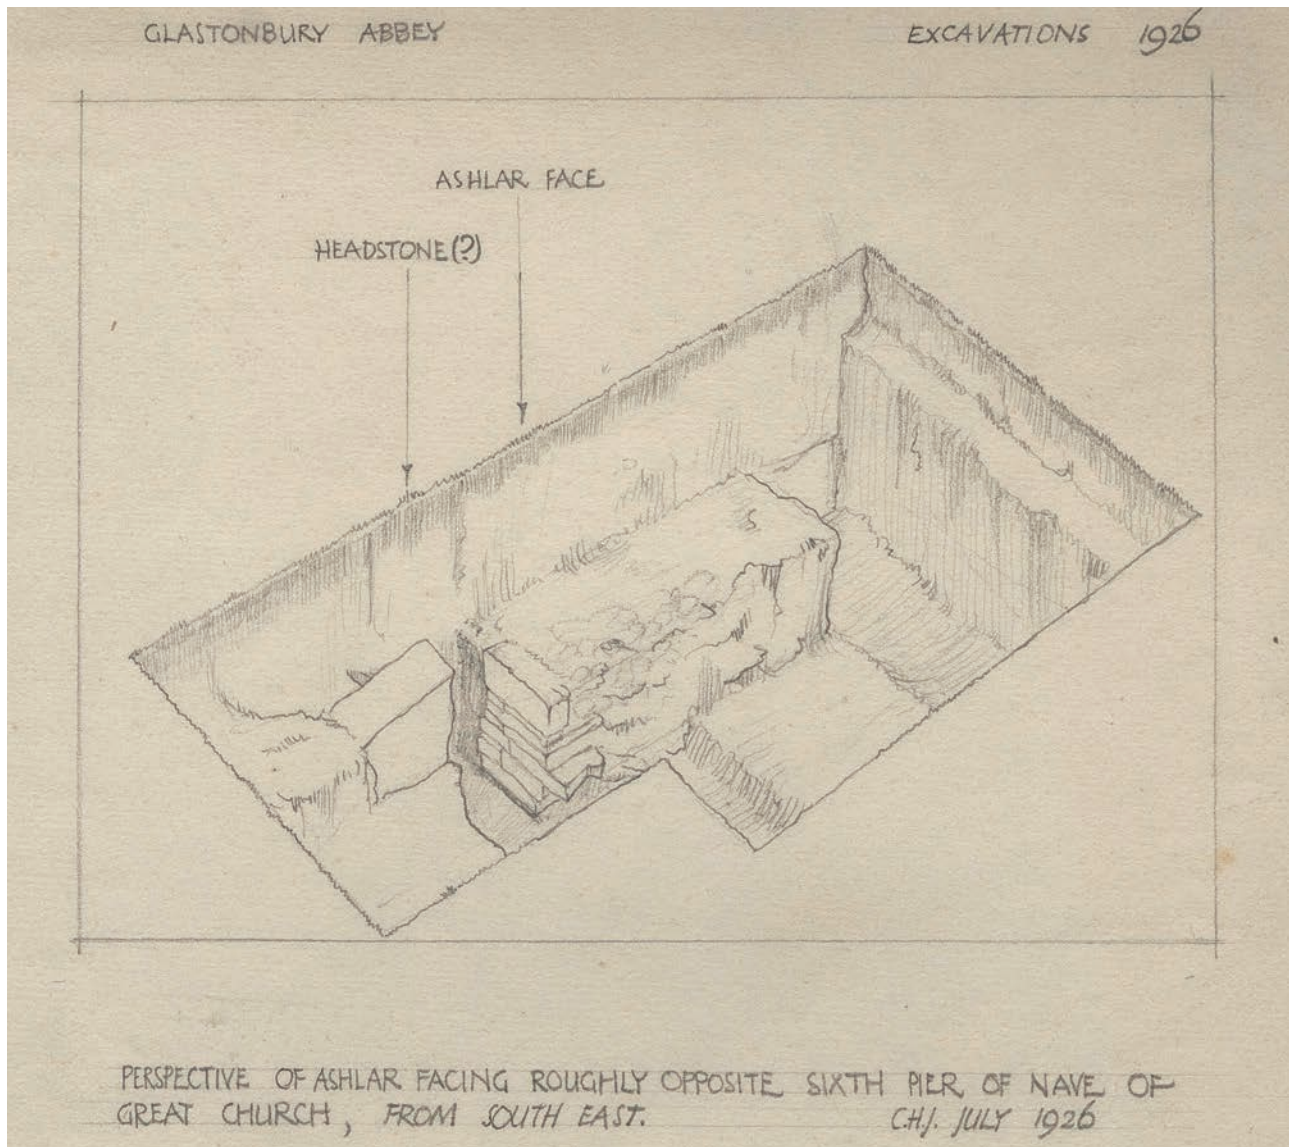 GLASTONBURY ABBEY EXCAVATIONS 1926
ASHLAR FACE
HEADSTONE(?)
PERSPECTIVE OF ASHLAR FACING ROUGHLY OPPOSITE SIXTH PIER OF NAVE OF
GREAT CHURCH, FROM SOUTH EAST. C.H.J. JULY 1926